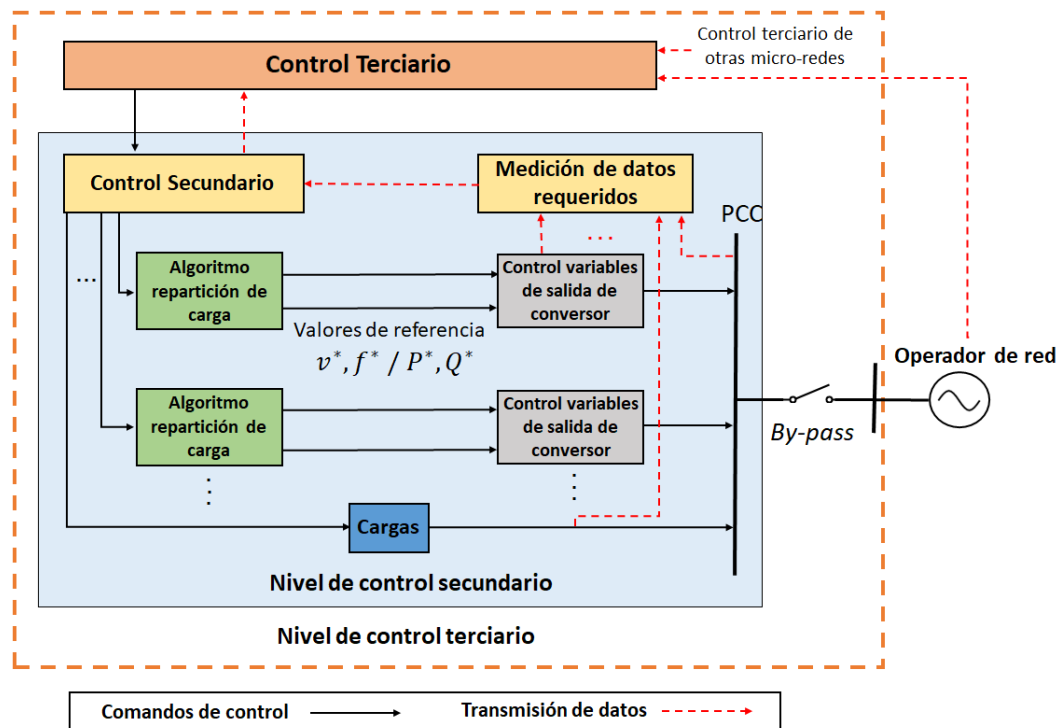 Control terciario de
otras micro-redes
Control Terciario
Control Secundario
Medición de datos
requeridos
PCC
...
...
Algoritmo
repartición de
carga
Control variables
de salida de
conversor
Valores de referencia
v*, f* / P*, Q*
Operador de red
Algoritmo
repartición de
carga
Control variables
de salida de
conversor
By-pass
Cargas
Nivel de control secundario
Nivel de control terciario
Comandos de control
Transmisión de datos